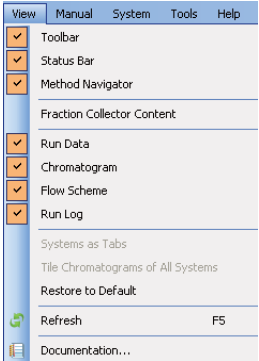 View Manual System Tools Help
Toolbar
Status Bar
Method Navigator
Fraction Collector Content
Run Data
Chromatogram
Flow Scheme
Run Log
Systems as Tabs
Tile Chromatograms of All Systems
Restore to Default
Refresh F5
Documentation...